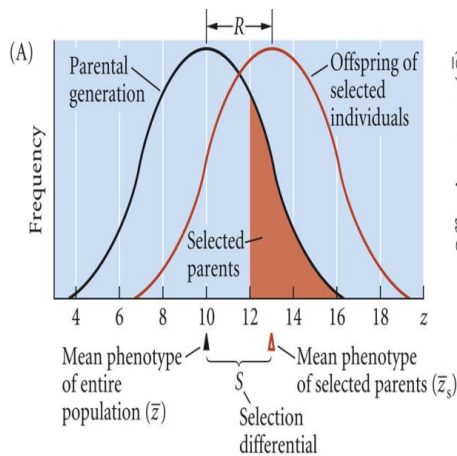 R
(A)
Parental
generation
Offspring of
selected
individuals
Frequency
Selected
parents
4 6 8 10 12 14 16 18 z
Mean phenotype
of entire
population (z̅)
S
Selection
differential
Mean phenotype
of selected parents (z̅s)